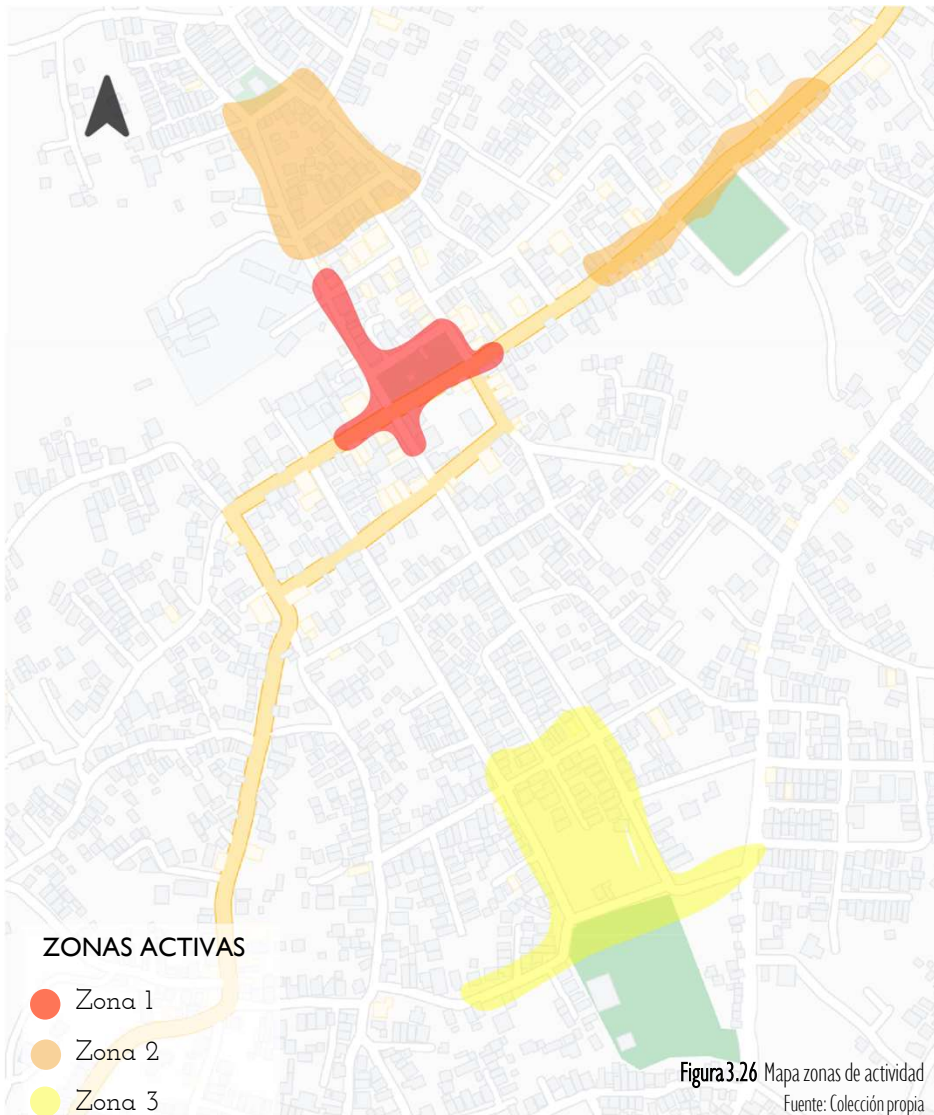 ZONAS ACTIVAS
Zona 1
Zona 2
Zona 3
Figura 3.26 Mapa zonas de actividad
Fuente: Colección propia